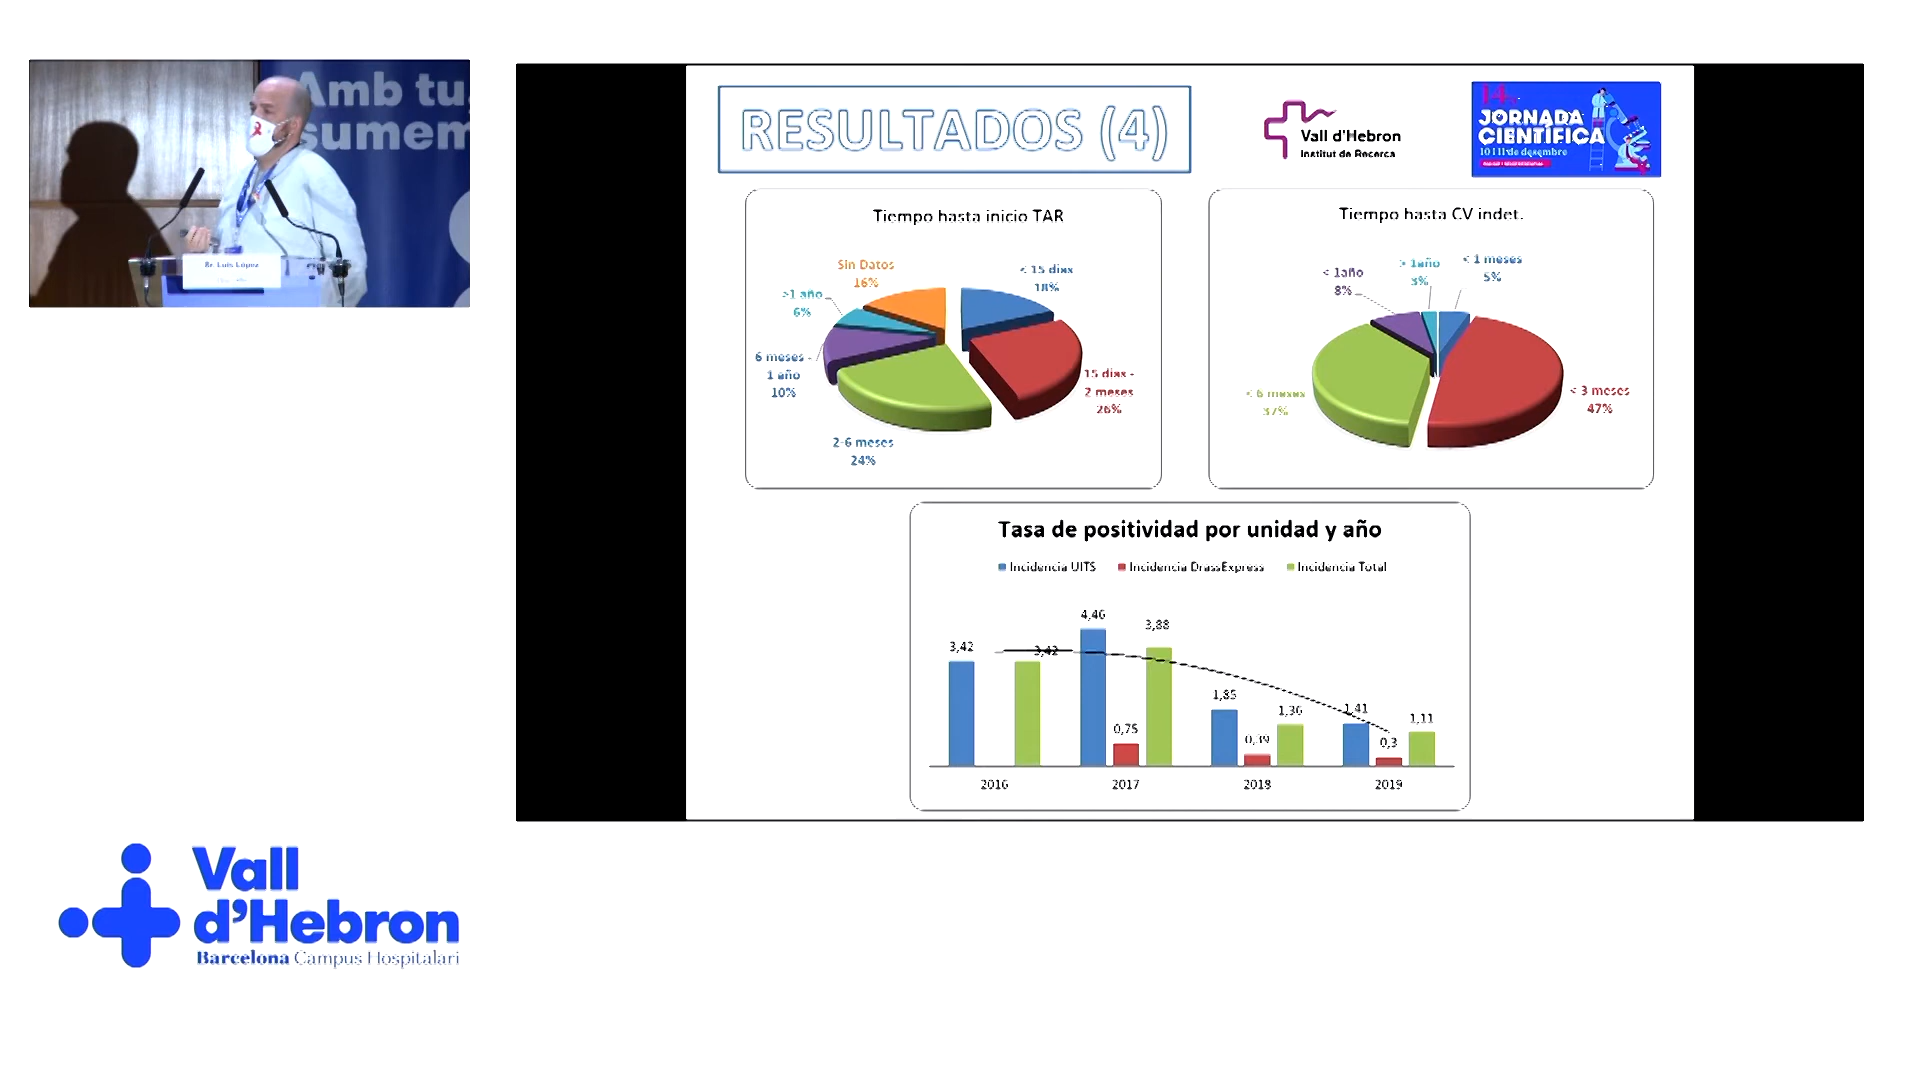 Amb tu,
sumem
Luis López
RESULTADOS (4)
Vall d'Hebron
Institut de Recerca
14
JORNADA
CIENTÍFICA
10 i 11 de desembre
Tiempo hasta inicio TAR
Sin Datos
16%
< 15 días
18%
>1 año
6%
6 meses -
1 año
10%
15 días -
2 meses
26%
2-6 meses
24%
Tiempo hasta CV indet.
< 1año
8%
> 1año
3%
< 1 meses
5%
< 6 meses
37%
< 3 meses
47%
Tasa de positividad por unidad y año
Incidencia UITS Incidencia DrassExpress Incidencia Total
3,42 3,42 4,46 0,75 3,88 1,85 0,39 1,36 1,41 0,3 1,11
2016 2017 2018 2019
Vall
d'Hebron
Barcelona Campus Hospitalari